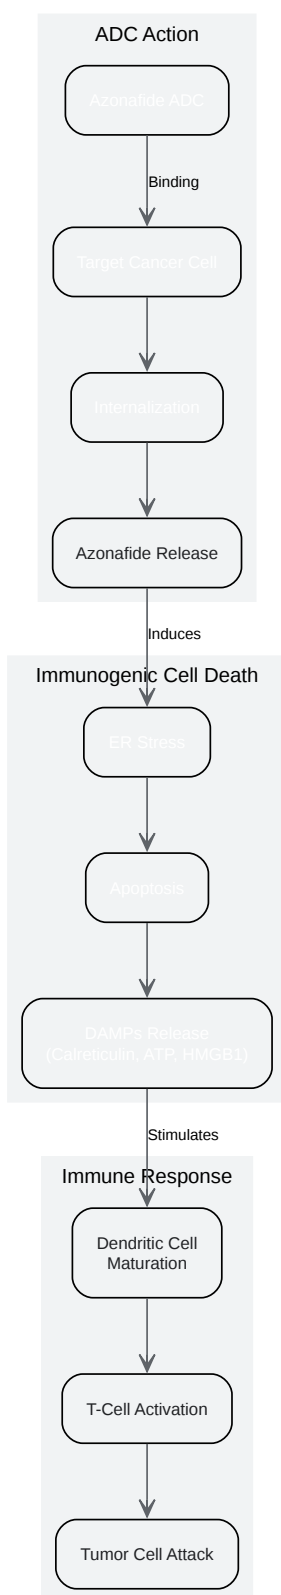 ADC Action
Azonafide ADC
Binding
Target Cancer Cell
Internalization
Azonafide Release
Induces
Immunogenic Cell Death
ER Stress
Apoptosis
DAMPs Release
(Calreticulin, ATP, HMGB1)
Stimulates
Immune Response
Dendritic Cell
Maturation
T-Cell Activation
Tumor Cell Attack